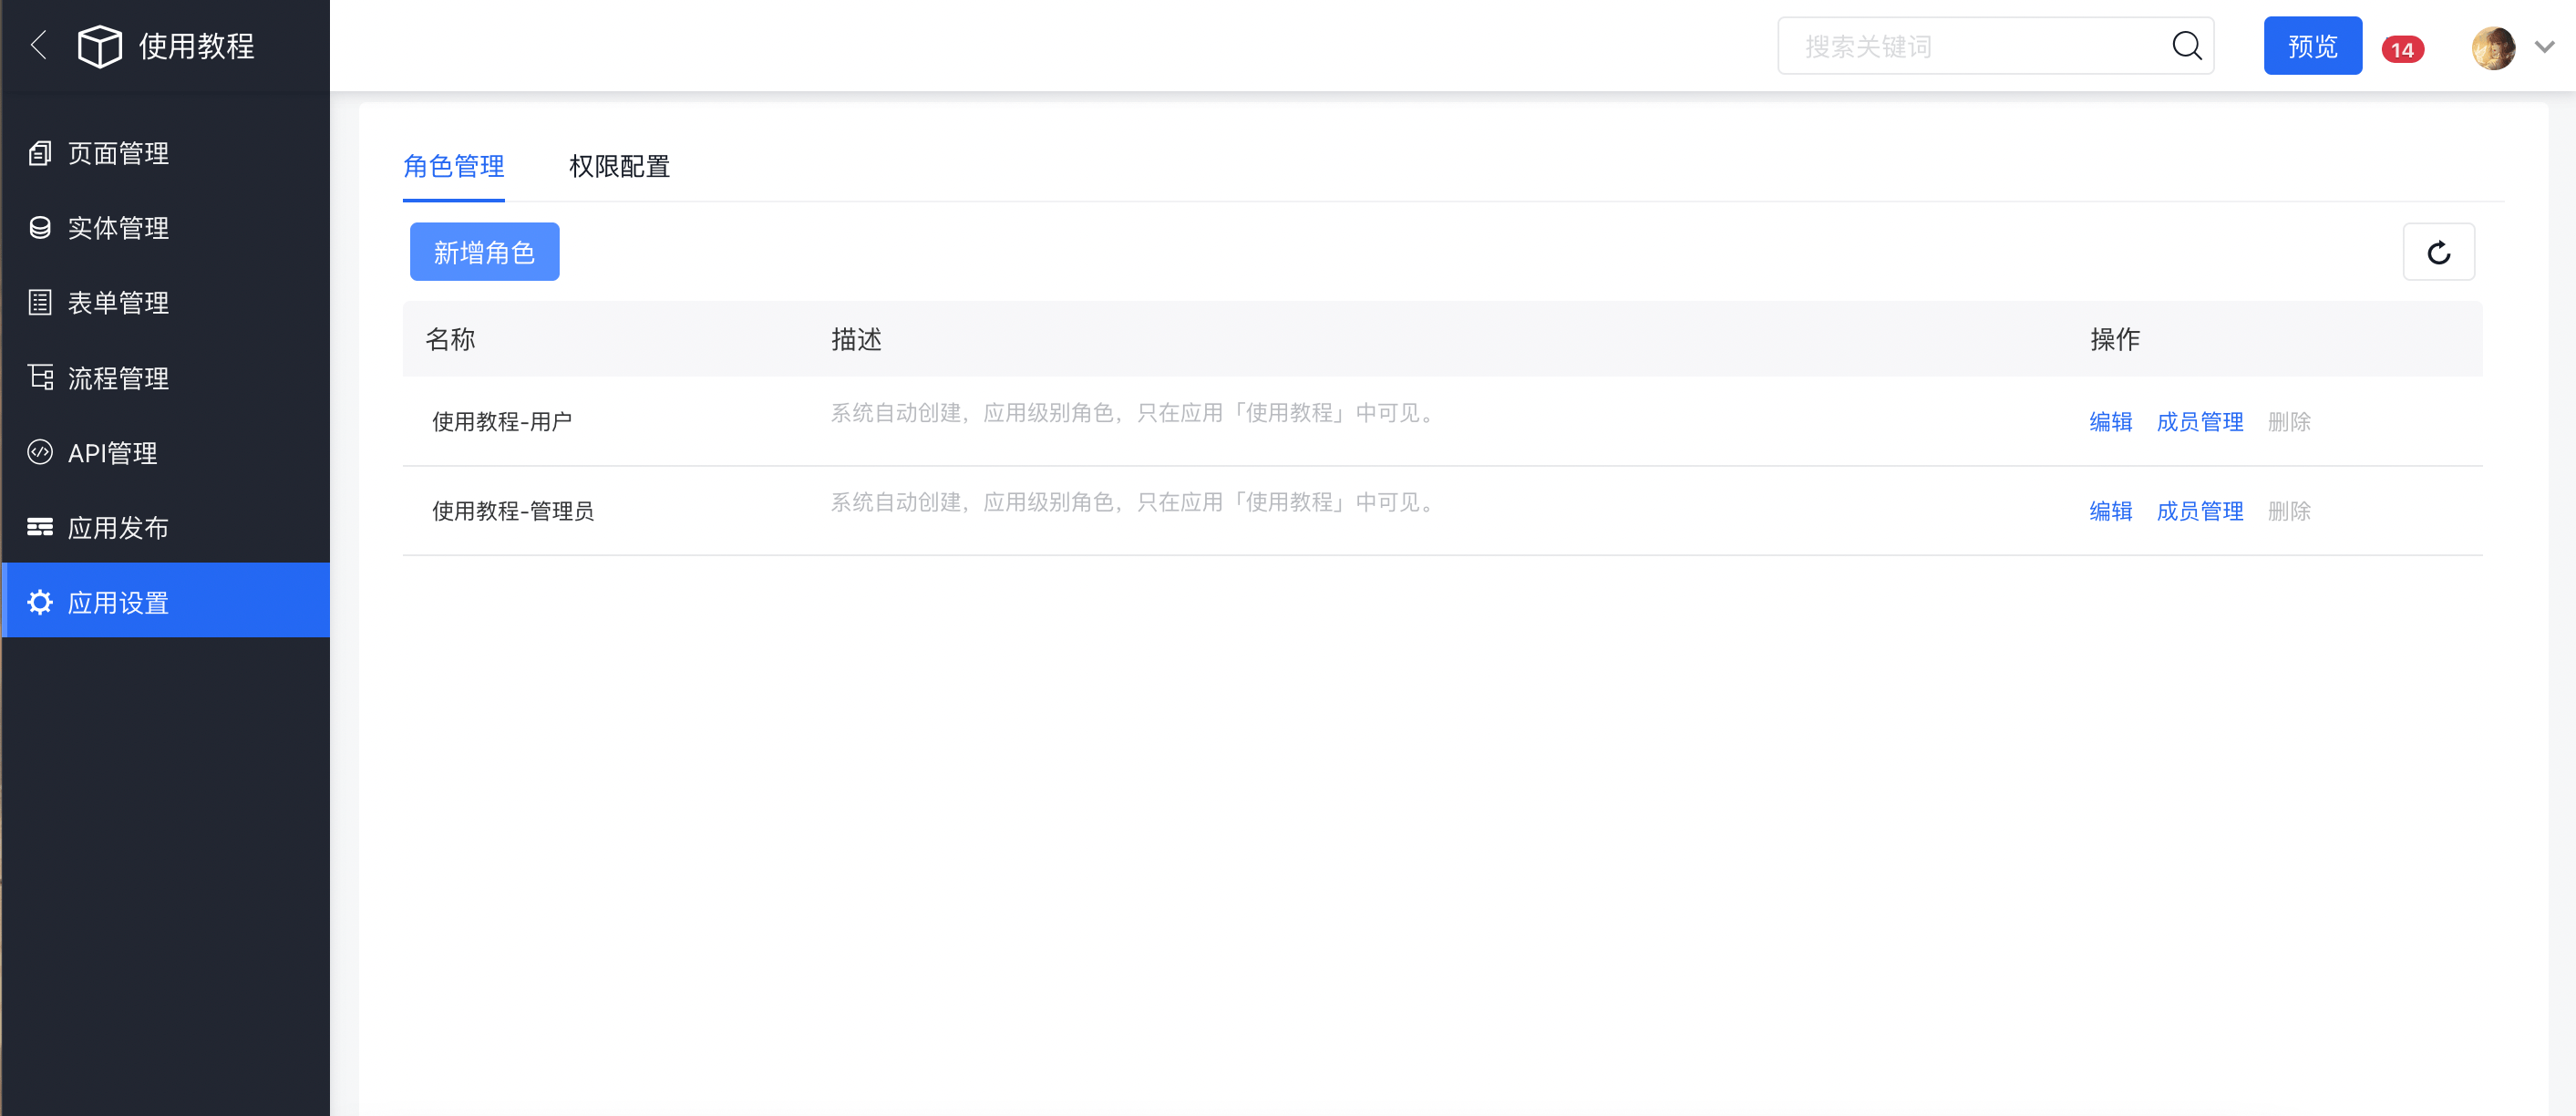 使用教程
搜索关键词
预览
14
页面管理
实体管理
表单管理
流程管理
API管理
应用发布
应用设置
角色管理 权限配置
新增角色
名称 描述 操作
使用教程-用户 系统自动创建，应用级别角色，只在应用「使用教程」中可见。 编辑 成员管理 删除
使用教程-管理员 系统自动创建，应用级别角色，只在应用「使用教程」中可见。 编辑 成员管理 删除